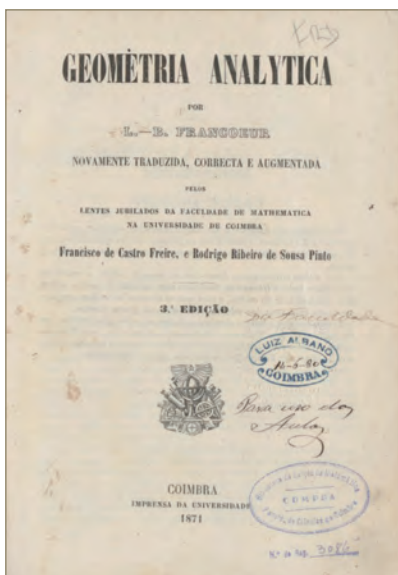 GEOMÈTRIA ANALYTICA
POR
L.—B. FRANCOEUR
NOVAMENTE TRADUZIDA, CORRECTA E AUGMENTADA
PELOS
LENTES JUBILADOS DA FACULDADE DE MATHEMATICA
NA UNIVERSIDADE DE COIMBRA
Francisco de Castro Freire, e Rodrigo Ribeiro de Sousa Pinto
3.ª EDIÇÃO
LUIZ ALBANO
COIMBRA
Para uso das
Aulas
COIMBRA
IMPRENSA DA UNIVERSIDADE
1871